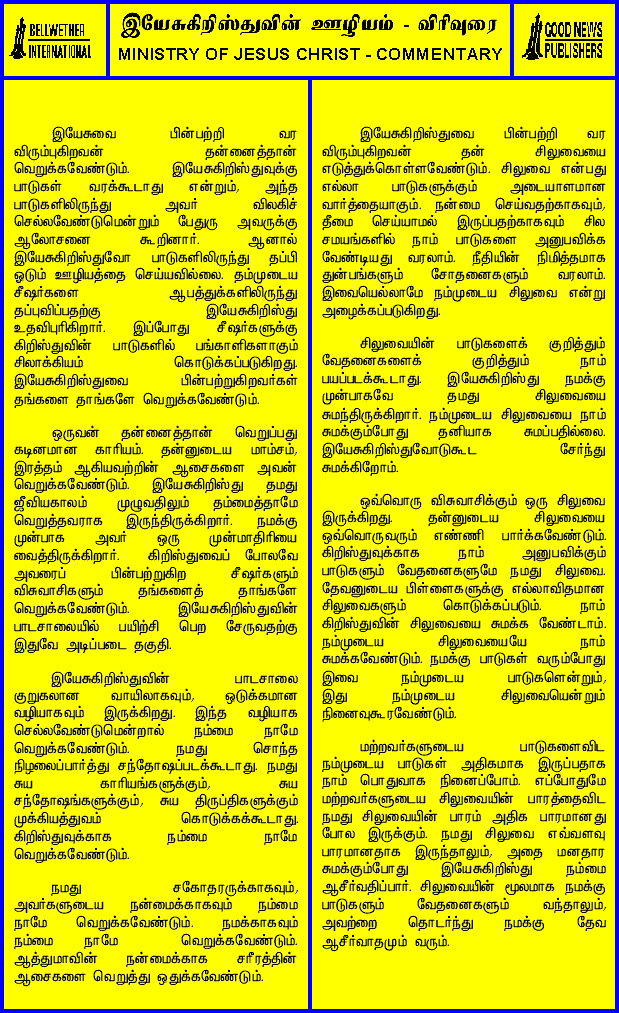 BELLWETHER
INTERNATIONAL
இயேசுகிறிஸ்துவின் ஊழியம் - விரிவுரை
MINISTRY OF JESUS CHRIST - COMMENTARY
GOOD NEWS
PUBLISHERS
இயேசுவை பின்பற்றி வர
விரும்புகிறவன் தன்னைத்தான்
வெறுக்கவேண்டும். இயேசுகிறிஸ்துவுக்கு
பாடுகள் வரக்கூடாது என்றும், அந்த
பாடுகளிலிருந்து அவர் விலகிச்
செல்லவேண்டுமென்றும் பேதுரு அவருக்கு
ஆலோசனை கூறினார். ஆனால்
இயேசுகிறிஸ்துவோ பாடுகளிலிருந்து தப்பி
ஓடும் ஊழியத்தை செய்யவில்லை. தம்முடைய
சீஷர்களை ஆபத்துக்களிலிருந்து
தப்புவிப்பதற்கு இயேசுகிறிஸ்து
உதவிபுரிகிறார். இப்போது சீஷர்களுக்கு
கிறிஸ்துவின் பாடுகளில் பங்காளிகளாகும்
சிலாக்கியம் கொடுக்கப்படுகிறது.
இயேசுகிறிஸ்துவை பின்பற்றுகிறவர்கள்
தங்களை தாங்களே வெறுக்கவேண்டும்.
ஒருவன் தன்னைத்தான் வெறுப்பது
கடினமான காரியம். தன்னுடைய மாம்சம்,
இரத்தம் ஆகியவற்றின் ஆசைகளை அவன்
வெறுக்கவேண்டும். இயேசுகிறிஸ்து தமது
ஜீவியகாலம் முழுவதிலும் தம்மைத்தாமே
வெறுத்தவராக இருந்திருக்கிறார். நமக்கு
முன்பாக அவர் ஒரு முன்மாதிரியை
வைத்திருக்கிறார். கிறிஸ்துவைப் போலவே
அவரைப் பின்பற்றுகிற சீஷர்களும்
விசுவாசிகளும் தங்களைத் தாங்களே
வெறுக்கவேண்டும். இயேசுகிறிஸ்துவின்
பாடசாலையில் பயிற்சி பெற சேருவதற்கு
இதுவே அடிப்படை தகுதி.
இயேசுகிறிஸ்துவின் பாடசாலை
குறுகலான வாயிலாகவும், ஒடுக்கமான
வழியாகவும் இருக்கிறது. இந்த வழியாக
செல்லவேண்டுமென்றால் நம்மை நாமே
வெறுக்கவேண்டும். நமது சொந்த
நிழலைப்பார்த்து சந்தோஷப்படக்கூடாது. நமது
சுய காரியங்களுக்கும், சுய
சந்தோஷங்களுக்கும், சுய திருப்திகளுக்கும்
முக்கியத்துவம் கொடுக்கக்கூடாது.
கிறிஸ்துவுக்காக நம்மை நாமே
வெறுக்கவேண்டும்.
நமது சகோதரருக்காகவும்,
அவர்களுடைய நன்மைக்காகவும் நம்மை
நாமே வெறுக்கவேண்டும். நமக்காகவும்
நம்மை நாமே வெறுக்கவேண்டும்.
ஆத்துமாவின் நன்மைக்காக சரீரத்தின்
ஆசைகளை வெறுத்து ஒதுக்கவேண்டும்.
இயேசுகிறிஸ்துவை பின்பற்றி வர
விரும்புகிறவன் தன் சிலுவையை
எடுத்துக்கொள்ளவேண்டும். சிலுவை என்பது
எல்லா பாடுகளுக்கும் அடையாளமான
வார்த்தையாகும். நன்மை செய்வதற்காகவும்,
தீமை செய்யாமல் இருப்பதற்காகவும் சில
சமயங்களில் நாம் பாடுகளை அனுபவிக்க
வேண்டியது வரலாம். நீதியின் நிமித்தமாக
துன்பங்களும் சோதனைகளும் வரலாம்.
இவையெல்லாமே நம்முடைய சிலுவை என்று
அழைக்கப்படுகிறது.
சிலுவையின் பாடுகளைக் குறித்தும்
வேதனைகளைக் குறித்தும் நாம்
பயப்படக்கூடாது. இயேசுகிறிஸ்து நமக்கு
முன்பாகவே தமது சிலுவையை
சுமந்திருக்கிறார். நம்முடைய சிலுவையை நாம்
சுமக்கும்போது தனியாக சுமப்பதில்லை.
இயேசுகிறிஸ்துவோடுகூட சேர்ந்து
சுமக்கிறோம்.
ஒவ்வொரு விசுவாசிக்கும் ஒரு சிலுவை
இருக்கிறது. தன்னுடைய சிலுவையை
ஒவ்வொருவரும் எண்ணி பார்க்கவேண்டும்.
கிறிஸ்துவுக்காக நாம் அனுபவிக்கும்
பாடுகளும் வேதனைகளுமே நமது சிலுவை.
தேவனுடைய பிள்ளைகளுக்கு எல்லாவிதமான
சிலுவைகளும் கொடுக்கப்படும். நாம்
கிறிஸ்துவின் சிலுவையை சுமக்க வேண்டாம்.
நம்முடைய சிலுவையையே நாம்
சுமக்கவேண்டும். நமக்கு பாடுகள் வரும்போது
இவை நம்முடைய பாடுகளென்றும்,
இது நம்முடைய சிலுவையென்றும்
நினைவுகூரவேண்டும்.
மற்றவர்களுடைய பாடுகளைவிட
நம்முடைய பாடுகள் அதிகமாக இருப்பதாக
நாம் பொதுவாக நினைப்போம். எப்போதுமே
மற்றவர்களுடைய சிலுவையின் பாரத்தைவிட
நமது சிலுவையின் பாரம் அதிக பாரமானது
போல இருக்கும். நமது சிலுவை எவ்வளவு
பாரமானதாக இருந்தாலும், அதை மனதார
சுமக்கும்போது இயேசுகிறிஸ்து நம்மை
ஆசீர்வதிப்பார். சிலுவையின் மூலமாக நமக்கு
பாடுகளும் வேதனைகளும் வந்தாலும்,
அவற்றை தொடர்ந்து நமக்கு தேவ
ஆசீர்வாதமும் வரும்.